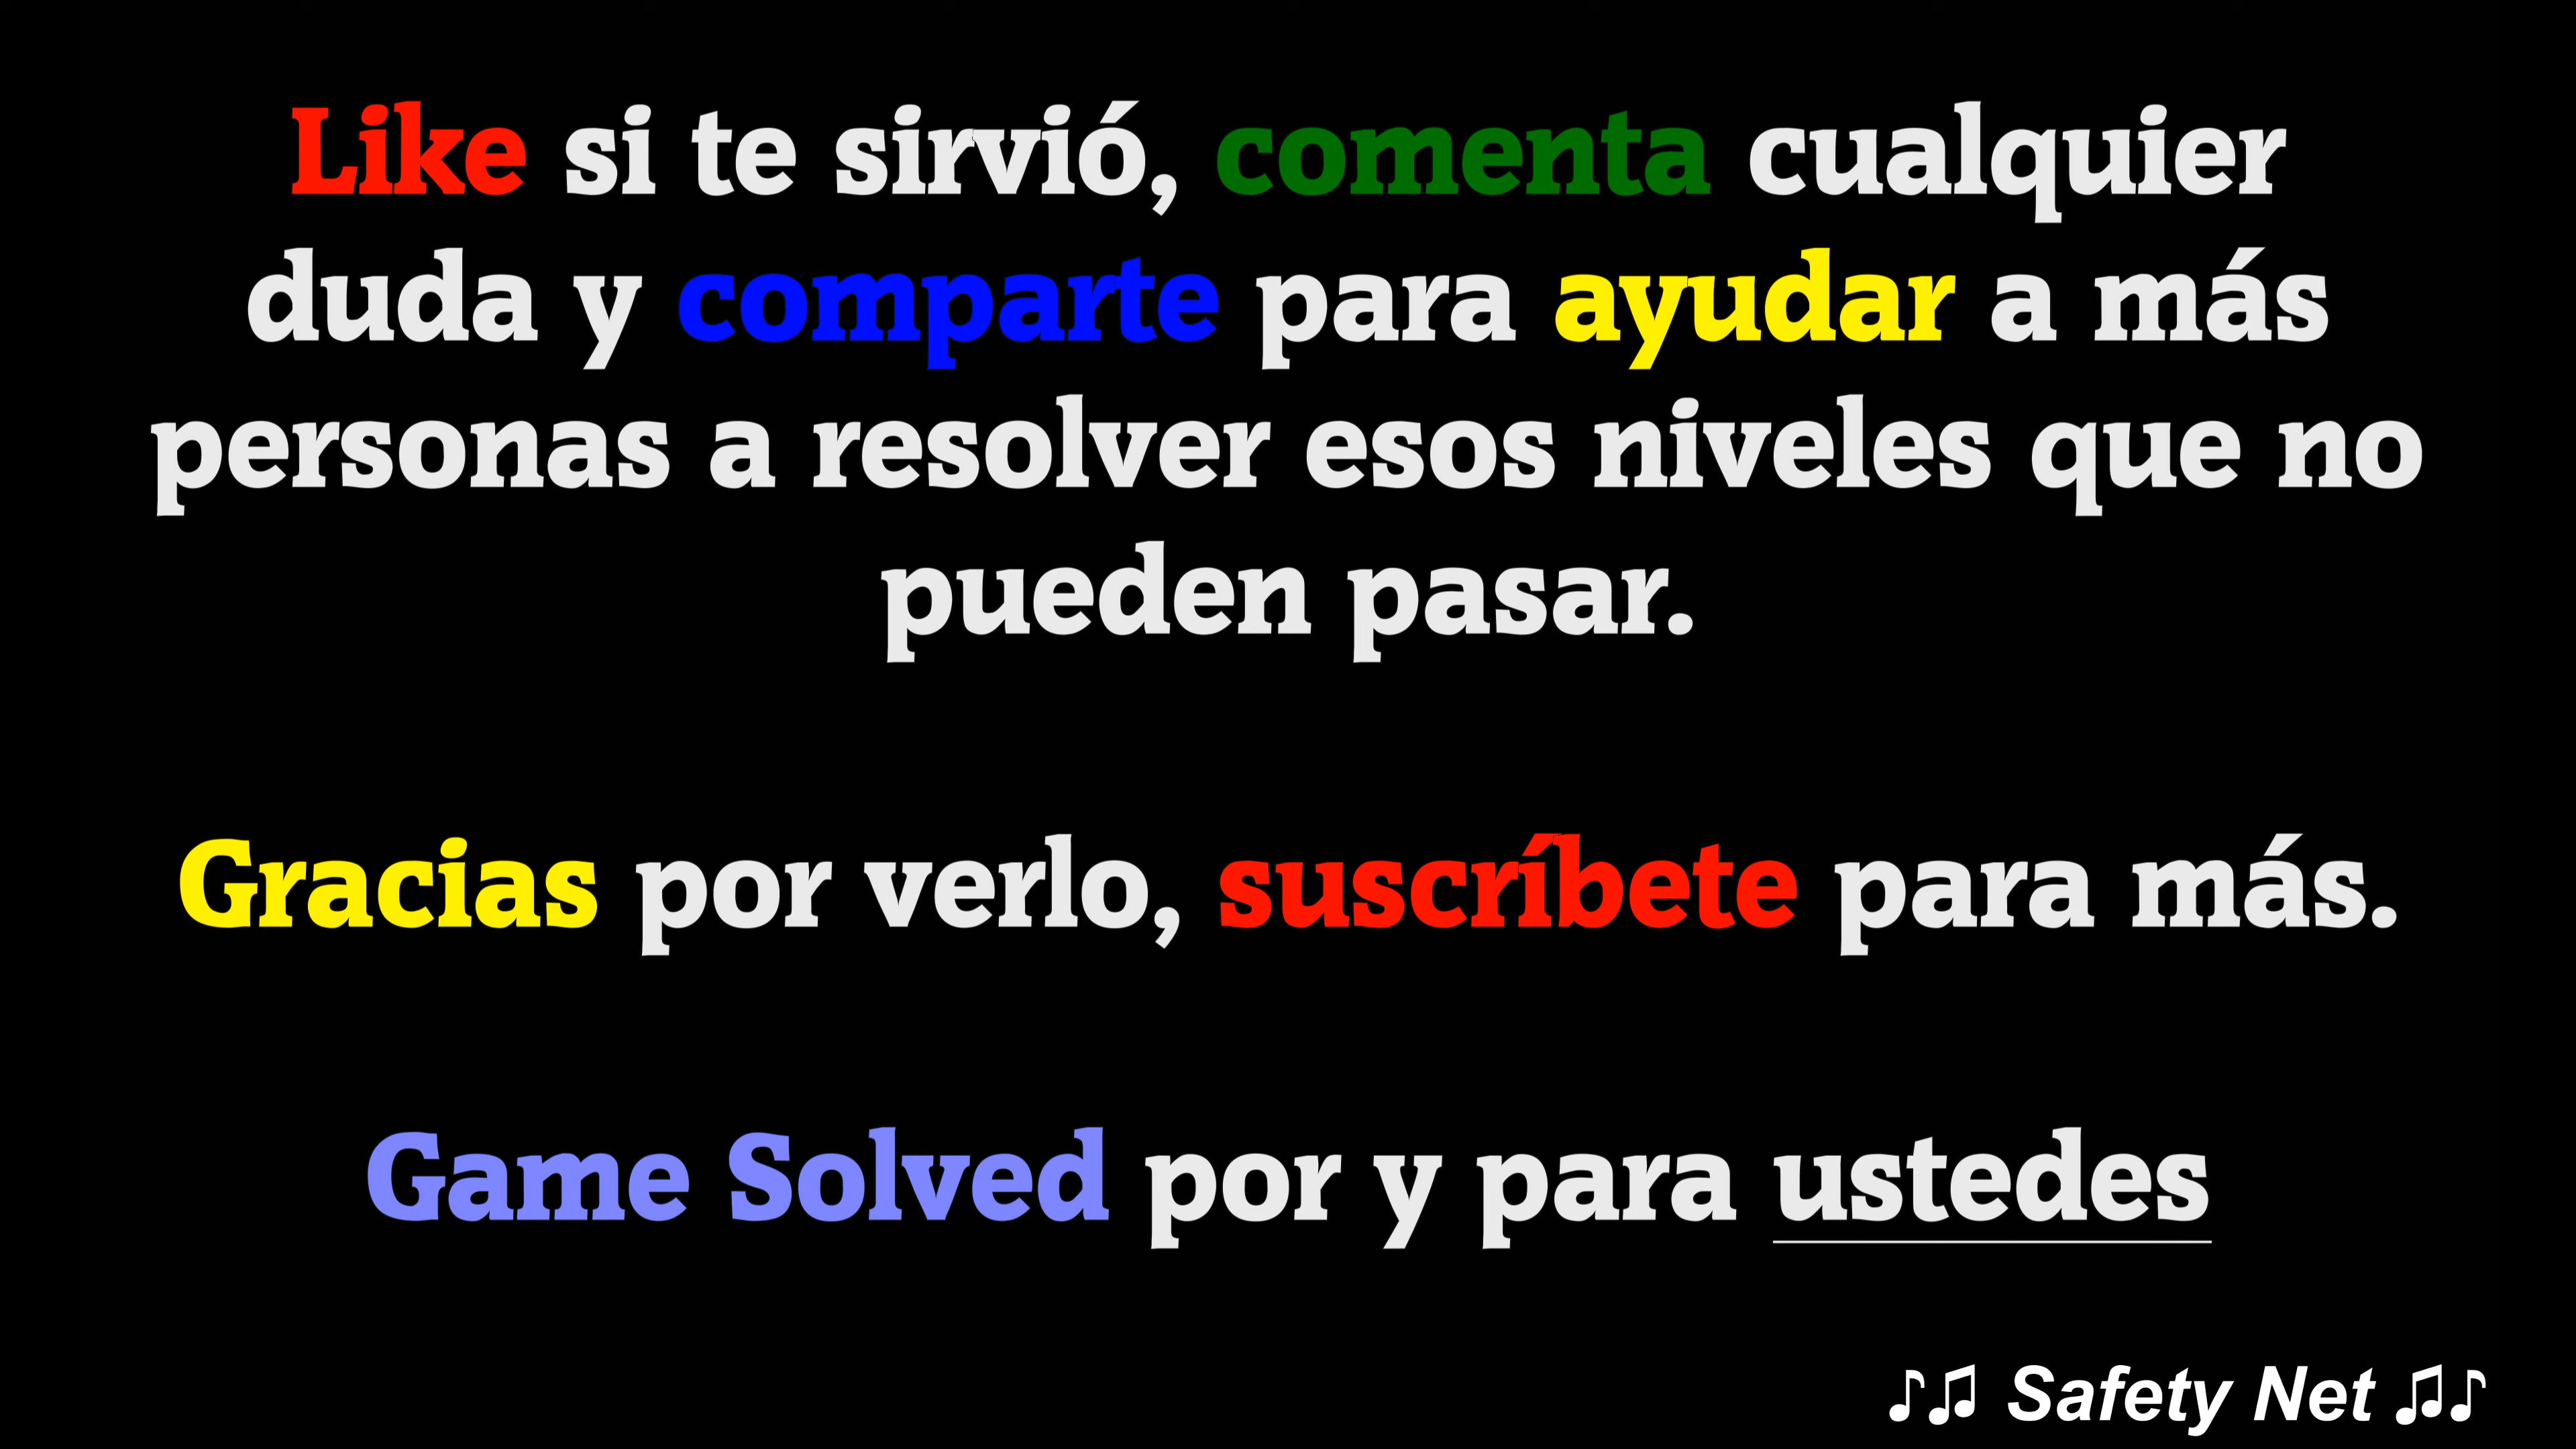 Like si te sirvió, comenta cualquier
duda y comparte para ayudar a más
personas a resolver esos niveles que no
pueden pasar.
Gracias por verlo, suscríbete para más.
Game Solved por y para ustedes
♪♫ Safety Net ♫♪